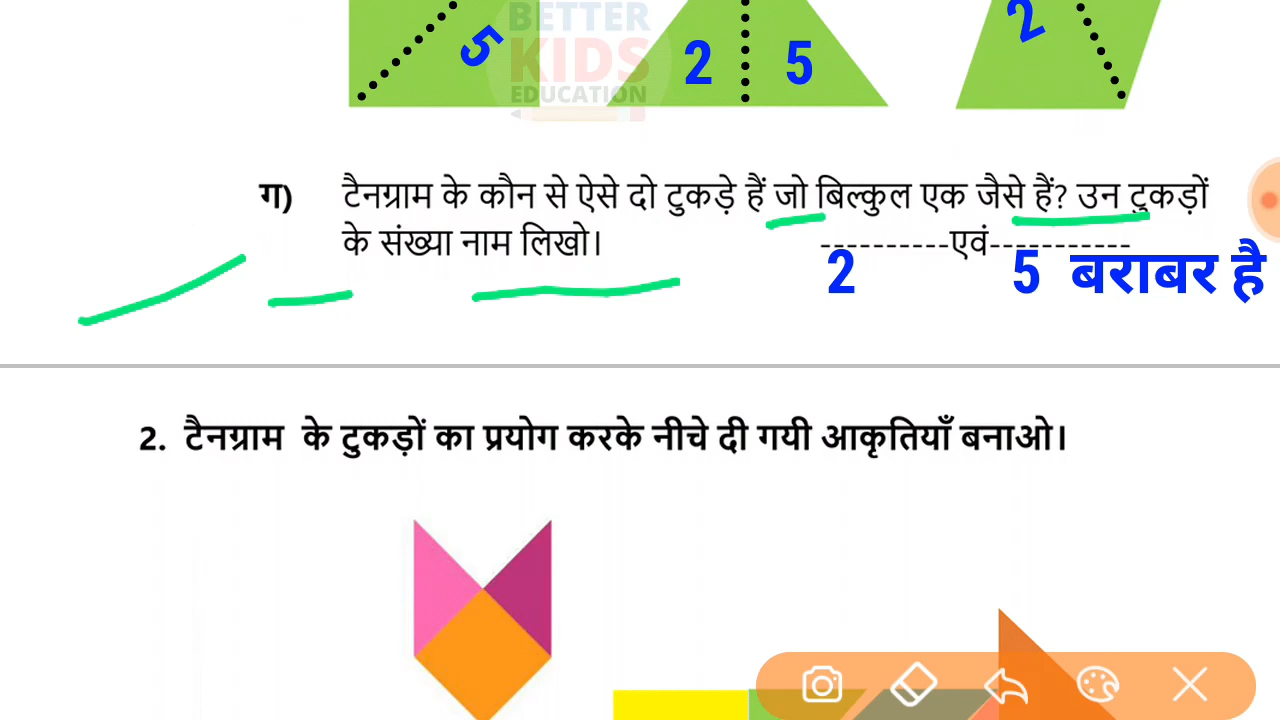 BETTER
KIDS
EDUCATION
5
2 5
2
ग) टैनग्राम के कौन से ऐसे दो टुकड़े हैं जो बिल्कुल एक जैसे हैं? उन टुकड़ों
के संख्या नाम लिखो। ----------एवं-----------
2 5 बराबर है
2. टैनग्राम के टुकड़ों का प्रयोग करके नीचे दी गयी आकृतियाँ बनाओ।